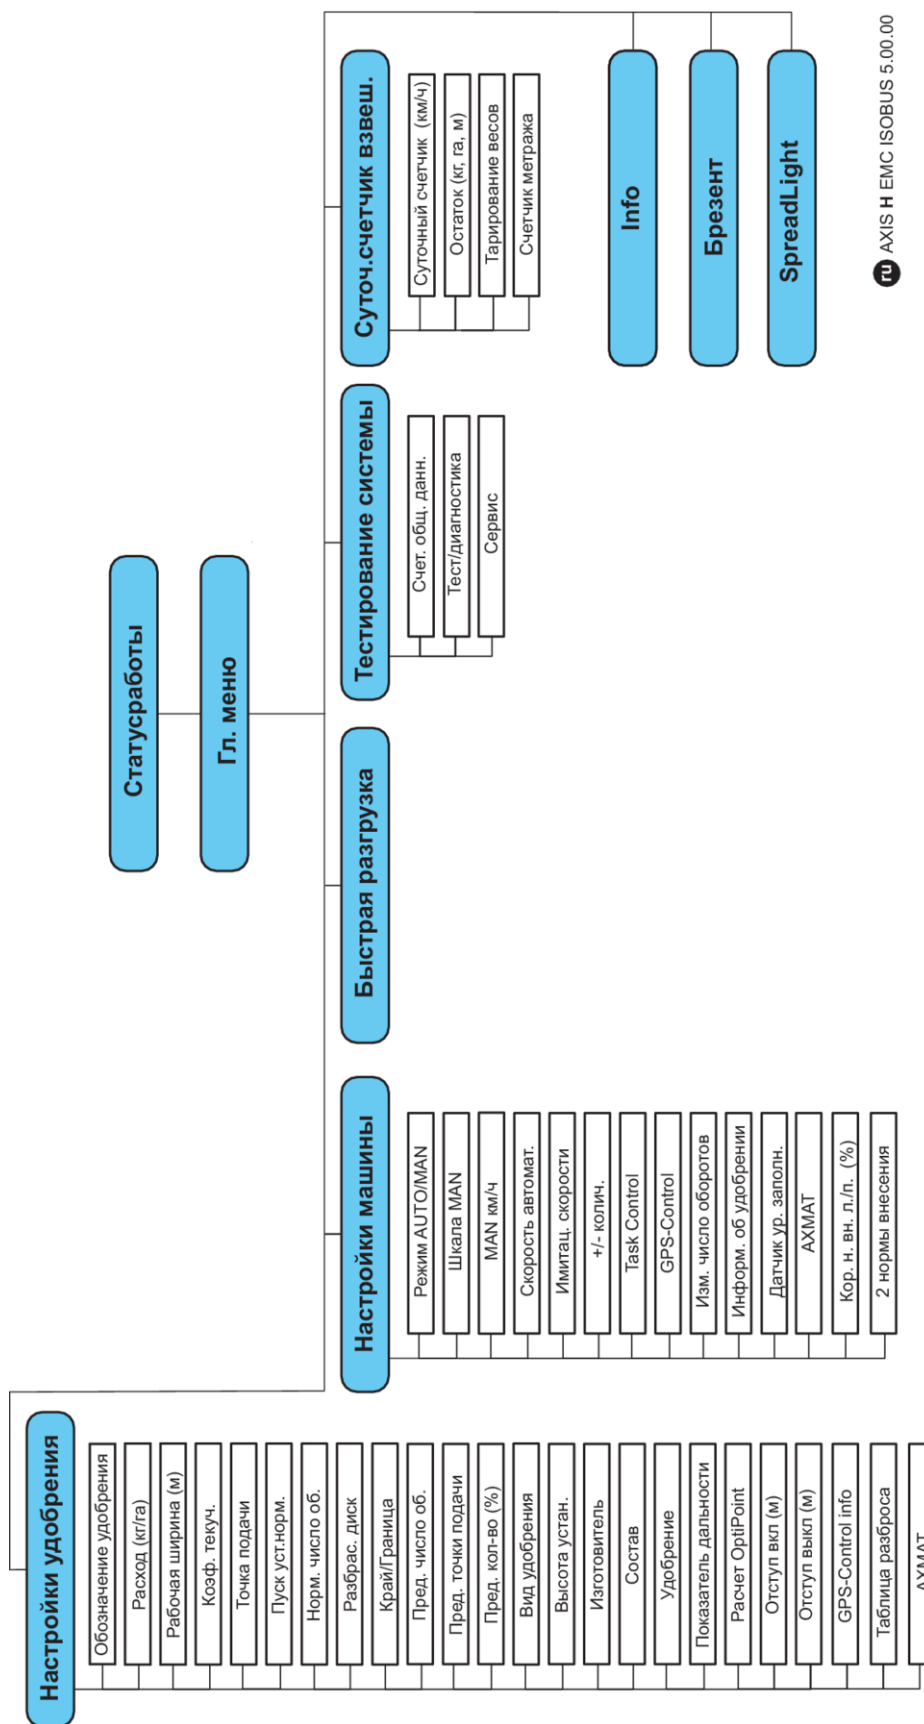 Статусработы
Гл. меню
Настройки удобрения
Обозначение удобрения
Расход (кг/га)
Рабочая ширина (м)
Коэф. текуч.
Точка подачи
Пуск уст.норм.
Норм. число об.
Разбрас. диск
Край/Граница
Пред. число об.
Пред. точки подачи
Пред. кол-во (%)
Вид удобрения
Высота устан.
Изготовитель
Состав
Удобрение
Показатель дальности
Расчет OptiPoint
Отступ вкл (м)
Отступ выкл (м)
GPS-Control info
Таблица разброса
AXMAT
Настройки машины
Режим AUTO/MAN
Шкала MAN
MAN км/ч
Скорость автомат.
Имитац. скорости
+/- колич.
Task Control
GPS-Control
Изм. число оборотов
Информ. об удобрении
Датчик ур. заполн.
AXMAT
Кор. н. вн. л./п. (%)
2 нормы внесения
Быстрая разгрузка
Тестирование системы
Счет. общ. данн.
Тест/диагностика
Сервис
Суточ.счетчик взвеш.
Суточный счетчик (км/ч)
Остаток (кг, га, м)
Тарирование весов
Счетчик метража
Info
Брезент
SpreadLight
ru AXIS H EMC ISOBUS 5.00.00